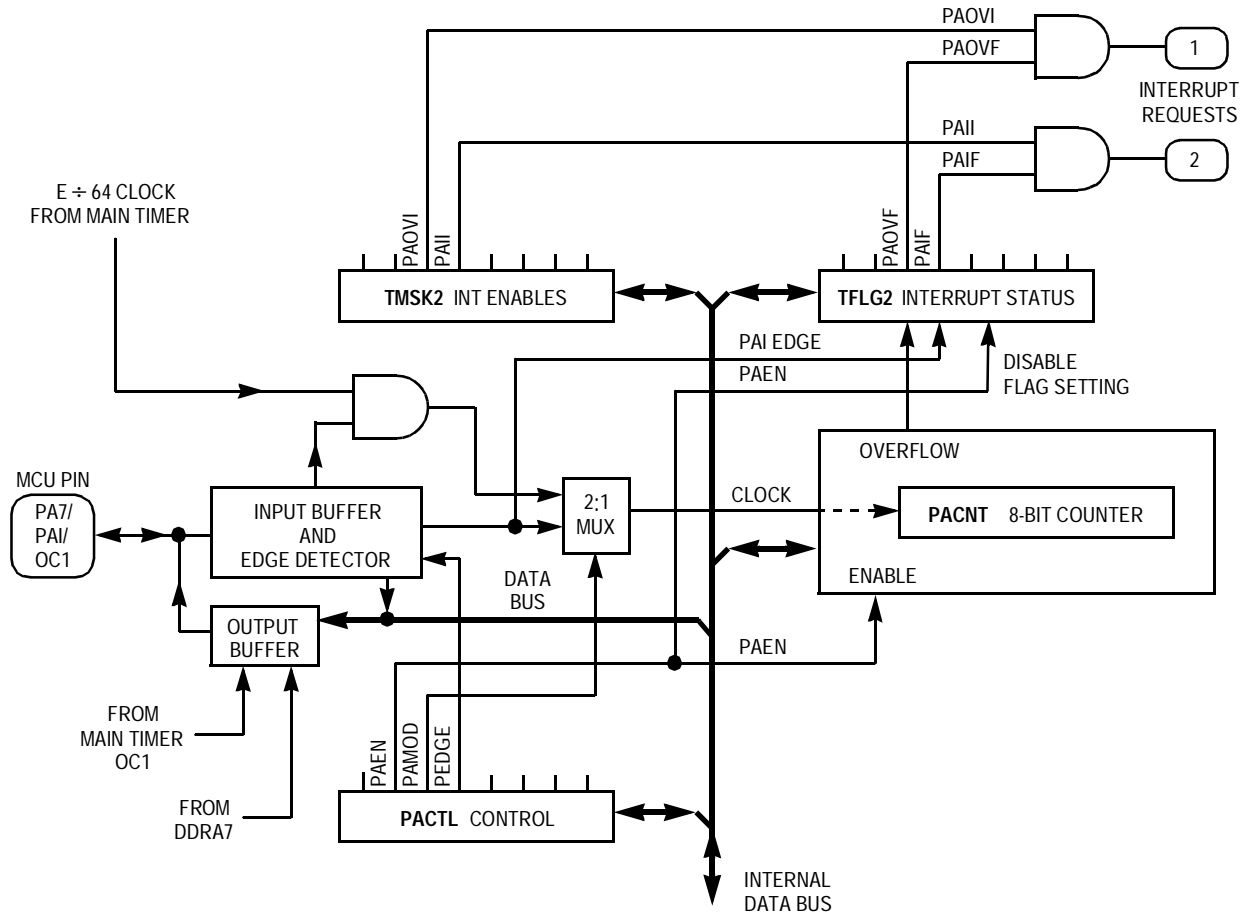 PAOVI
PAOVF
1
INTERRUPT
REQUESTS
PAII
PAIF
2
E ÷ 64 CLOCK
FROM MAIN TIMER
PAOVI
PAII
PAOVF
PAIF
TMSK2 INT ENABLES
TFLG2 INTERRUPT STATUS
PAI EDGE
PAEN
DISABLE
FLAG SETTING
OVERFLOW
MCU PIN
PA7/
PAI/
OC1
INPUT BUFFER
AND
EDGE DETECTOR
2:1
MUX
CLOCK
PACNT 8-BIT COUNTER
ENABLE
DATA
BUS
OUTPUT
BUFFER
PAEN
FROM
MAIN TIMER
OC1
PAEN
PAMOD
PEDGE
FROM
DDRA7
PACTL CONTROL
INTERNAL
DATA BUS